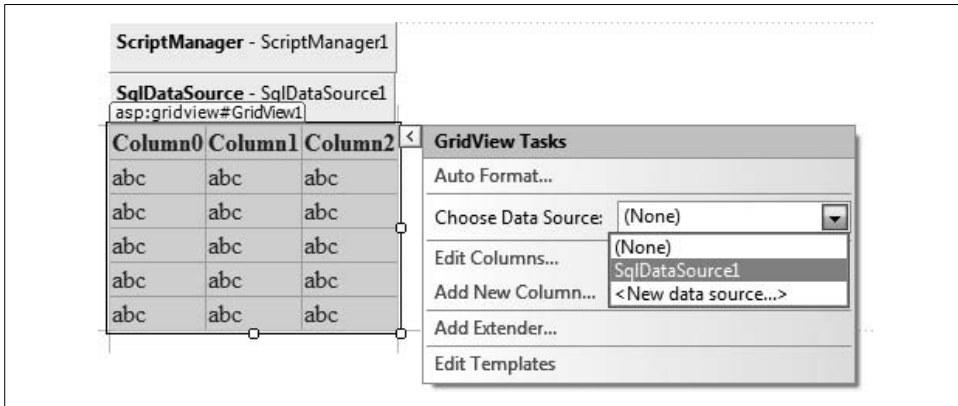 ScriptManager - ScriptManager1
SqlDataSource - SqlDataSource1
asp:gridview#GridView1
Column0 Column1 Column2
abc abc abc
abc abc abc
abc abc abc
abc abc abc
abc abc abc
<
GridView Tasks
Auto Format...
Choose Data Source: (None)
(None)
SqlDataSource1
<New data source...>
Edit Columns...
Add New Column...
Add Extender...
Edit Templates